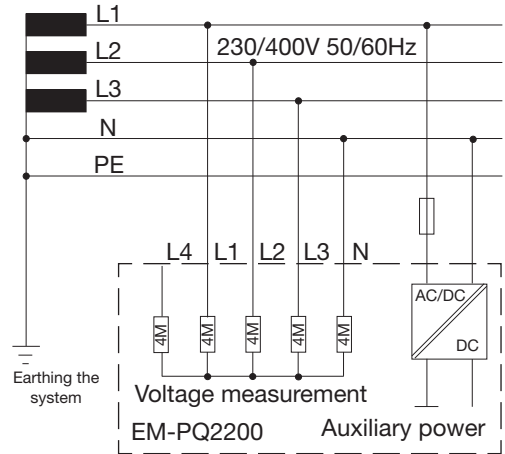 L1
L2
230/400V 50/60Hz
L3
N
PE
L4 L1 L2 L3 N
AC/DC
DC
4M 4M 4M 4M 4M
Earthing the
system
Voltage measurement
EM-PQ2200
Auxiliary power